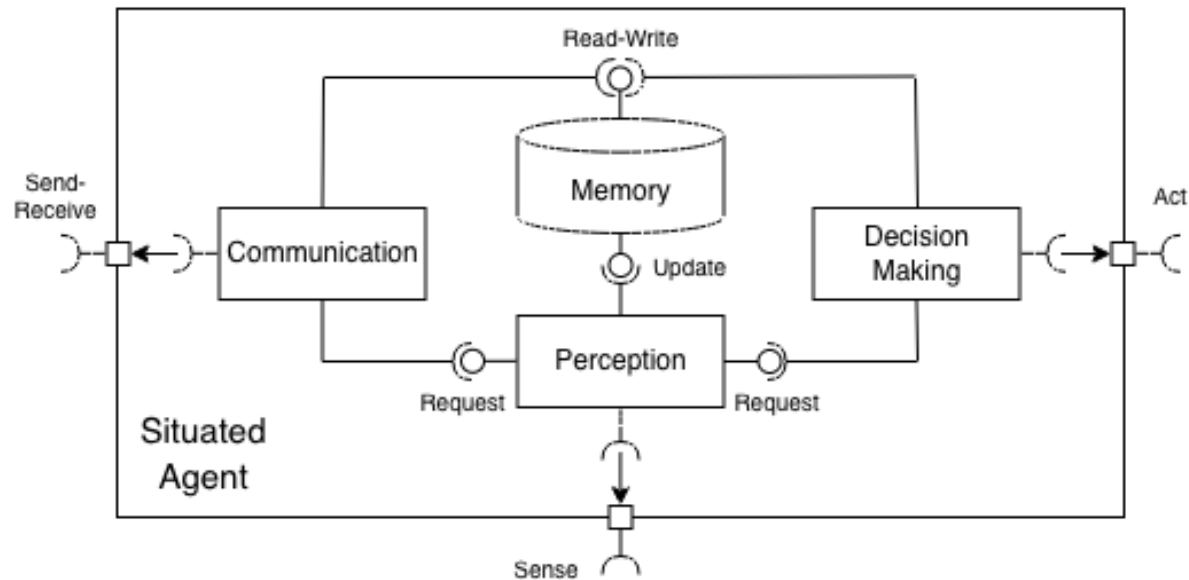 Read-Write
Memory
Send-
Receive
Communication
Decision
Making
Act
Update
Perception
Request
Request
Situated
Agent
Sense